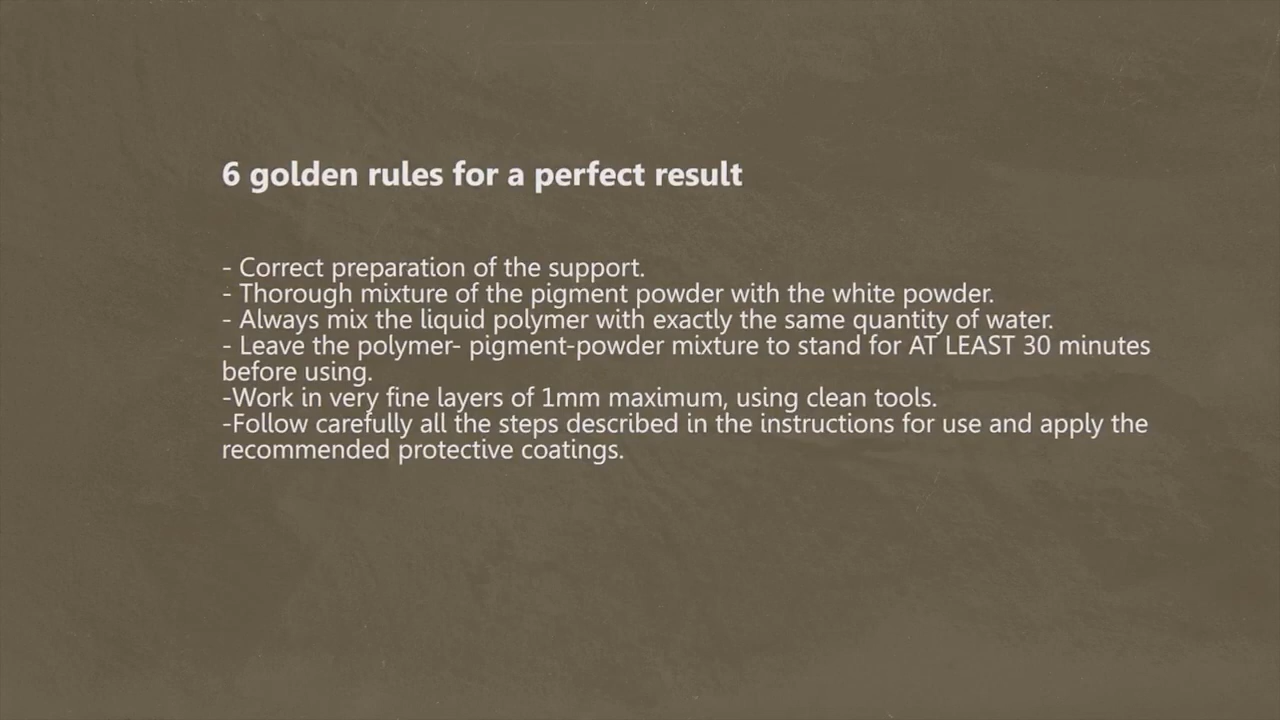 6 golden rules for a perfect result
- Correct preparation of the support.
- Thorough mixture of the pigment powder with the white powder.
- Always mix the liquid polymer with exactly the same quantity of water.
- Leave the polymer- pigment-powder mixture to stand for AT LEAST 30 minutes
before using.
-Work in very fine layers of 1mm maximum, using clean tools.
-Follow carefully all the steps described in the instructions for use and apply the
recommended protective coatings.